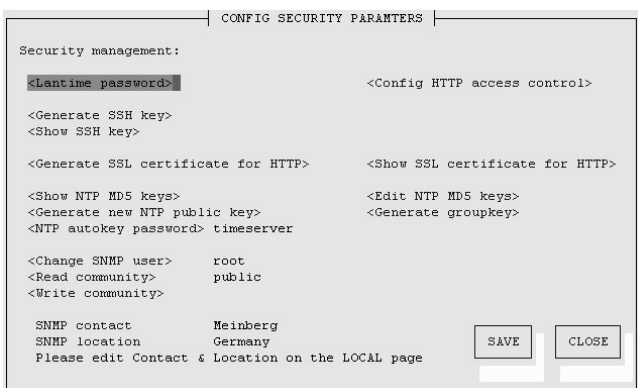 CONFIG SECURITY PARAMTERS
Security management:
<Lantime password> <Config HTTP access control>
<Generate SSH key>
<Show SSH key>
<Generate SSL certificate for HTTP> <Show SSL certificate for HTTP>
<Show NTP MD5 keys> <Edit NTP MD5 keys>
<Generate new NTP public key> <Generate groupkey>
<NTP autokey password> timeserver
<Change SNMP user> root
<Read community> public
<Write community>
SNMP contact Meinberg
SNMP location Germany
Please edit Contact & Location on the LOCAL page
SAVE CLOSE